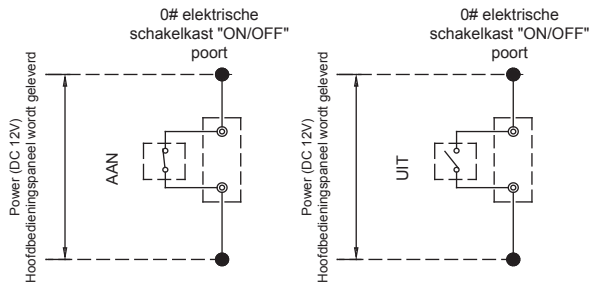 0# elektrische
schakelkast "ON/OFF"
poort
Power (DC 12V)
Hoofdbedieningspaneel wordt geleverd
AAN
0# elektrische
schakelkast "ON/OFF"
poort
Power (DC 12V)
Hoofdbedieningspaneel wordt geleverd
UIT